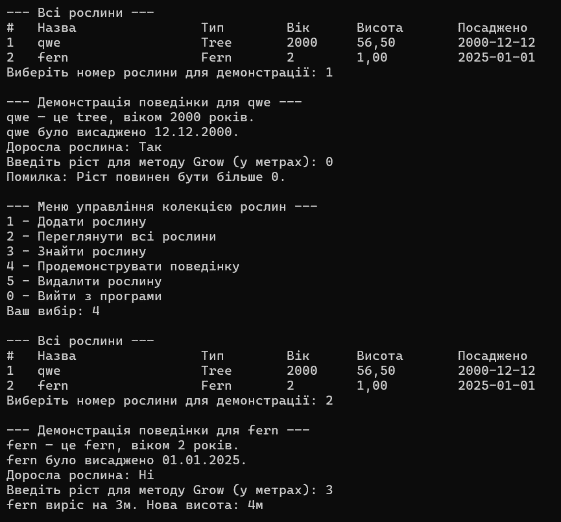 --- Всі рослини ---
# Назва Тип Вік Висота Посаджено
1 qwe Tree 2000 56,50 2000-12-12
2 fern Fern 2 1,00 2025-01-01
Виберіть номер рослини для демонстрації: 1
--- Демонстрація поведінки для qwe ---
qwe — це tree, віком 2000 років.
qwe було висаджено 12.12.2000.
Доросла рослина: Так
Введіть ріст для методу Grow (у метрах): 0
Помилка: Ріст повинен бути більше 0.
--- Меню управління колекцією рослин ---
1 - Додати рослину
2 - Переглянути всі рослини
3 - Знайти рослину
4 - Продемонструвати поведінку
5 - Видалити рослину
0 - Вийти з програми
Ваш вибір: 4
--- Всі рослини ---
# Назва Тип Вік Висота Посаджено
1 qwe Tree 2000 56,50 2000-12-12
2 fern Fern 2 1,00 2025-01-01
Виберіть номер рослини для демонстрації: 2
--- Демонстрація поведінки для fern ---
fern — це fern, віком 2 років.
fern було висаджено 01.01.2025.
Доросла рослина: Ні
Введіть ріст для методу Grow (у метрах): 3
fern виріс на 3м. Нова висота: 4м